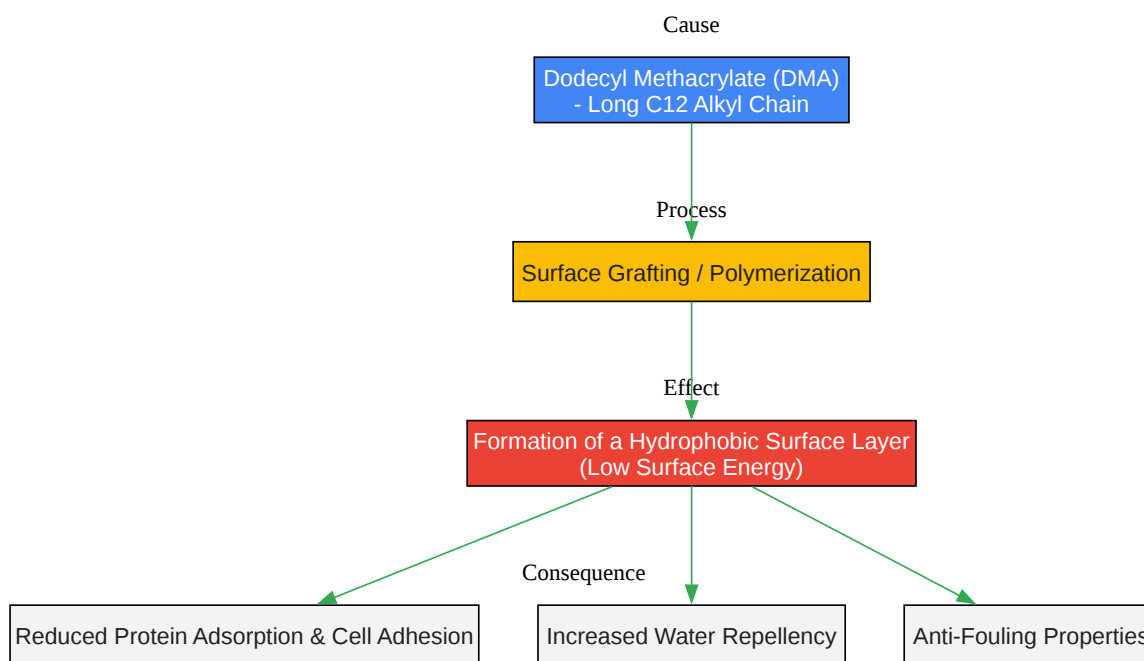 Cause
Dodecyl Methacrylate (DMA)
- Long C12 Alkyl Chain
Process
Surface Grafting / Polymerization
Effect
Formation of a Hydrophobic Surface Layer
(Low Surface Energy)
Consequence
Reduced Protein Adsorption & Cell Adhesion
Increased Water Repellency
Anti-Fouling Properties